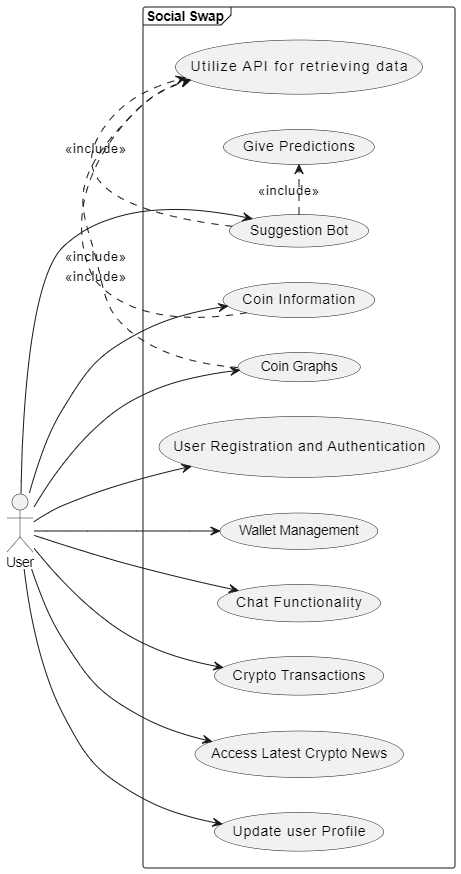 Social Swap
Utilize API for retrieving data
«include»
Give Predictions
«include»
Suggestion Bot
«include»
«include»
Coin Information
Coin Graphs
User Registration and Authentication
Wallet Management
User
Chat Functionality
Crypto Transactions
Access Latest Crypto News
Update user Profile